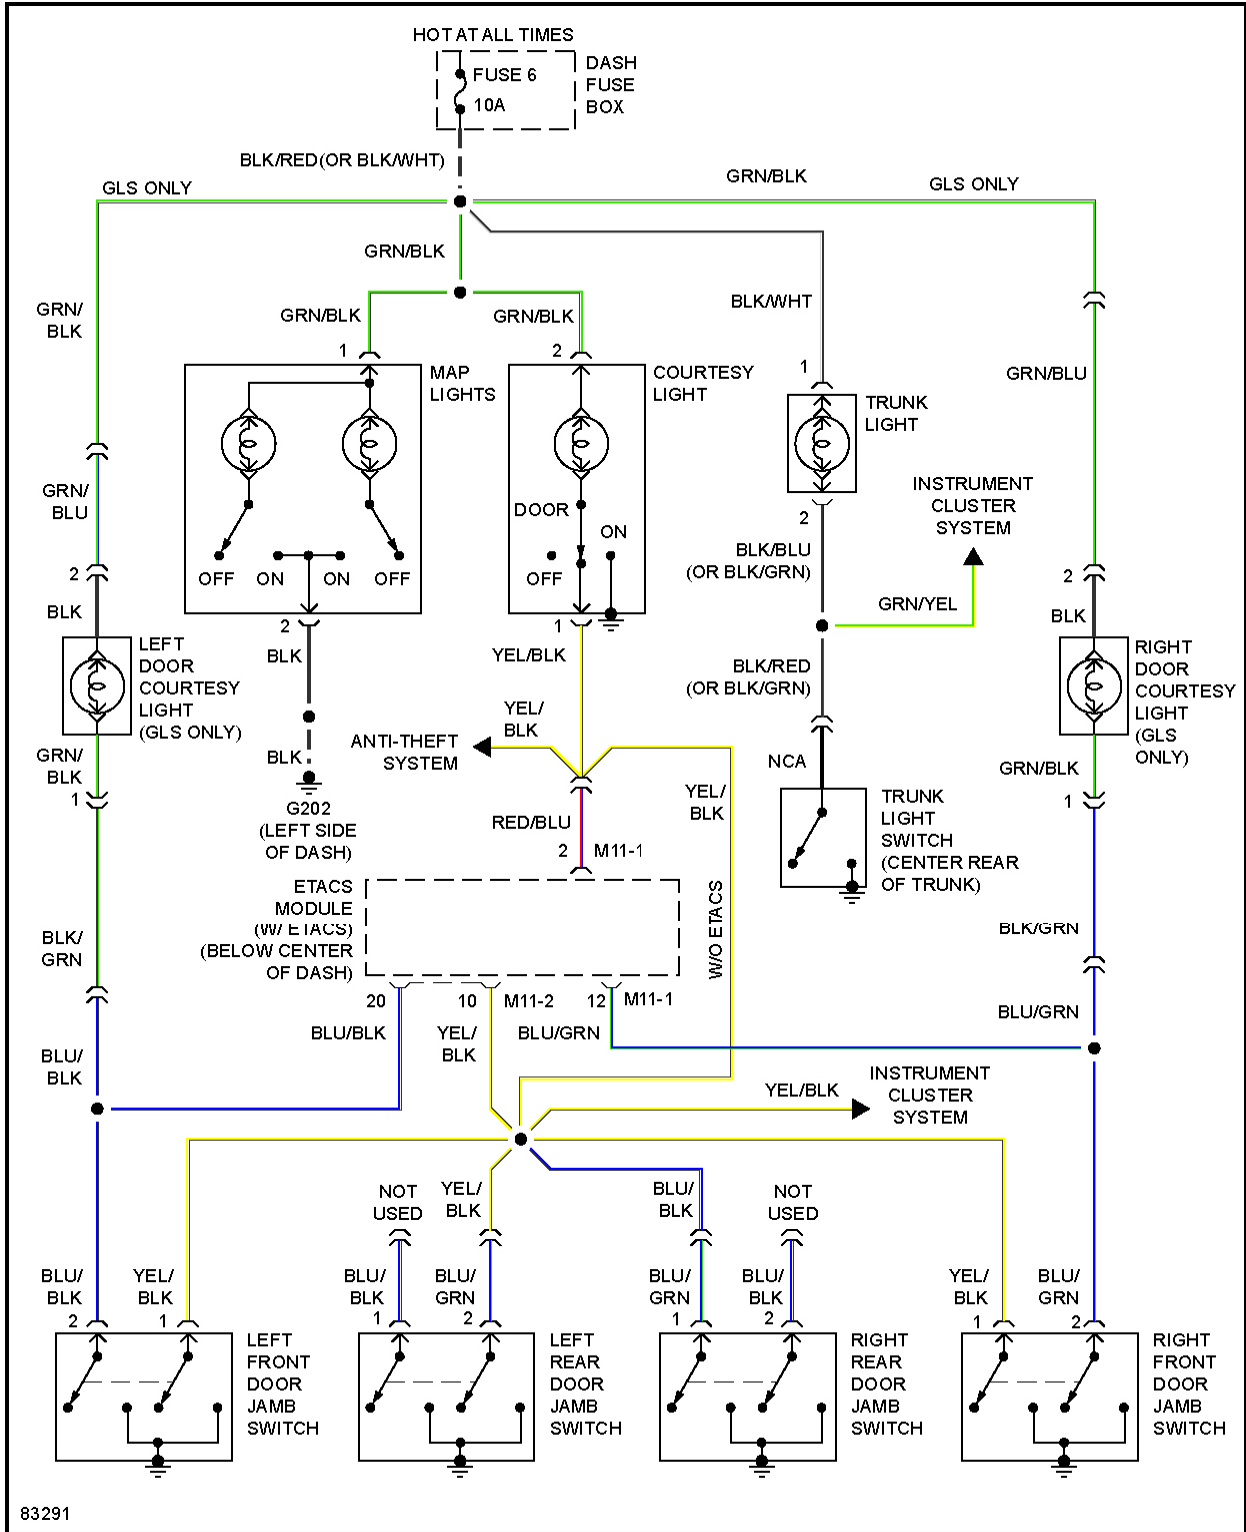 HOT AT ALL TIMES
FUSE 6
10A
DASH
FUSE
BOX
BLK/RED(OR BLK/WHT)
GLS ONLY
GRN/BLK
GLS ONLY
GRN/BLK
GRN/
BLK
GRN/BLK
GRN/BLK
BLK/WHT
1
2
MAP
LIGHTS
COURTESY
LIGHT
1
GRN/BLU
TRUNK
LIGHT
GRN/
BLU
DOOR
ON
OFF
ON
ON
OFF
OFF
2
INSTRUMENT
CLUSTER
SYSTEM
BLK/BLU
(OR BLK/GRN)
2
2
GRN/YEL
BLK
BLK
2
1
BLK
YEL/BLK
LEFT
DOOR
COURTESY
LIGHT
(GLS ONLY)
BLK/RED
(OR BLK/GRN)
RIGHT
DOOR
COURTESY
LIGHT
(GLS
ONLY)
YEL/
BLK
ANTI-THEFT
SYSTEM
BLK
GRN/
BLK
1
NCA
GRN/BLK
1
YEL/
BLK
G202
(LEFT SIDE
OF DASH)
RED/BLU
2
M11-1
TRUNK
LIGHT
SWITCH
(CENTER REAR
OF TRUNK)
W/O ETACS
ETACS
MODULE
(W/ ETACS)
(BELOW CENTER
OF DASH)
BLK/
GRN
BLK/GRN
20
10
M11-2
12
M11-1
BLU/BLK
YEL/
BLK
BLU/GRN
BLU/GRN
BLU/
BLK
YEL/BLK
INSTRUMENT
CLUSTER
SYSTEM
NOT
USED
YEL/
BLK
BLU/
BLK
NOT
USED
BLU/
BLK
2
YEL/
BLK
1
BLU/
BLK
1
BLU/
GRN
2
BLU/
GRN
1
BLU/
BLK
2
YEL/
BLK
1
BLU/
GRN
2
LEFT
FRONT
DOOR
JAMB
SWITCH
LEFT
REAR
DOOR
JAMB
SWITCH
RIGHT
REAR
DOOR
JAMB
SWITCH
RIGHT
FRONT
DOOR
JAMB
SWITCH
83291